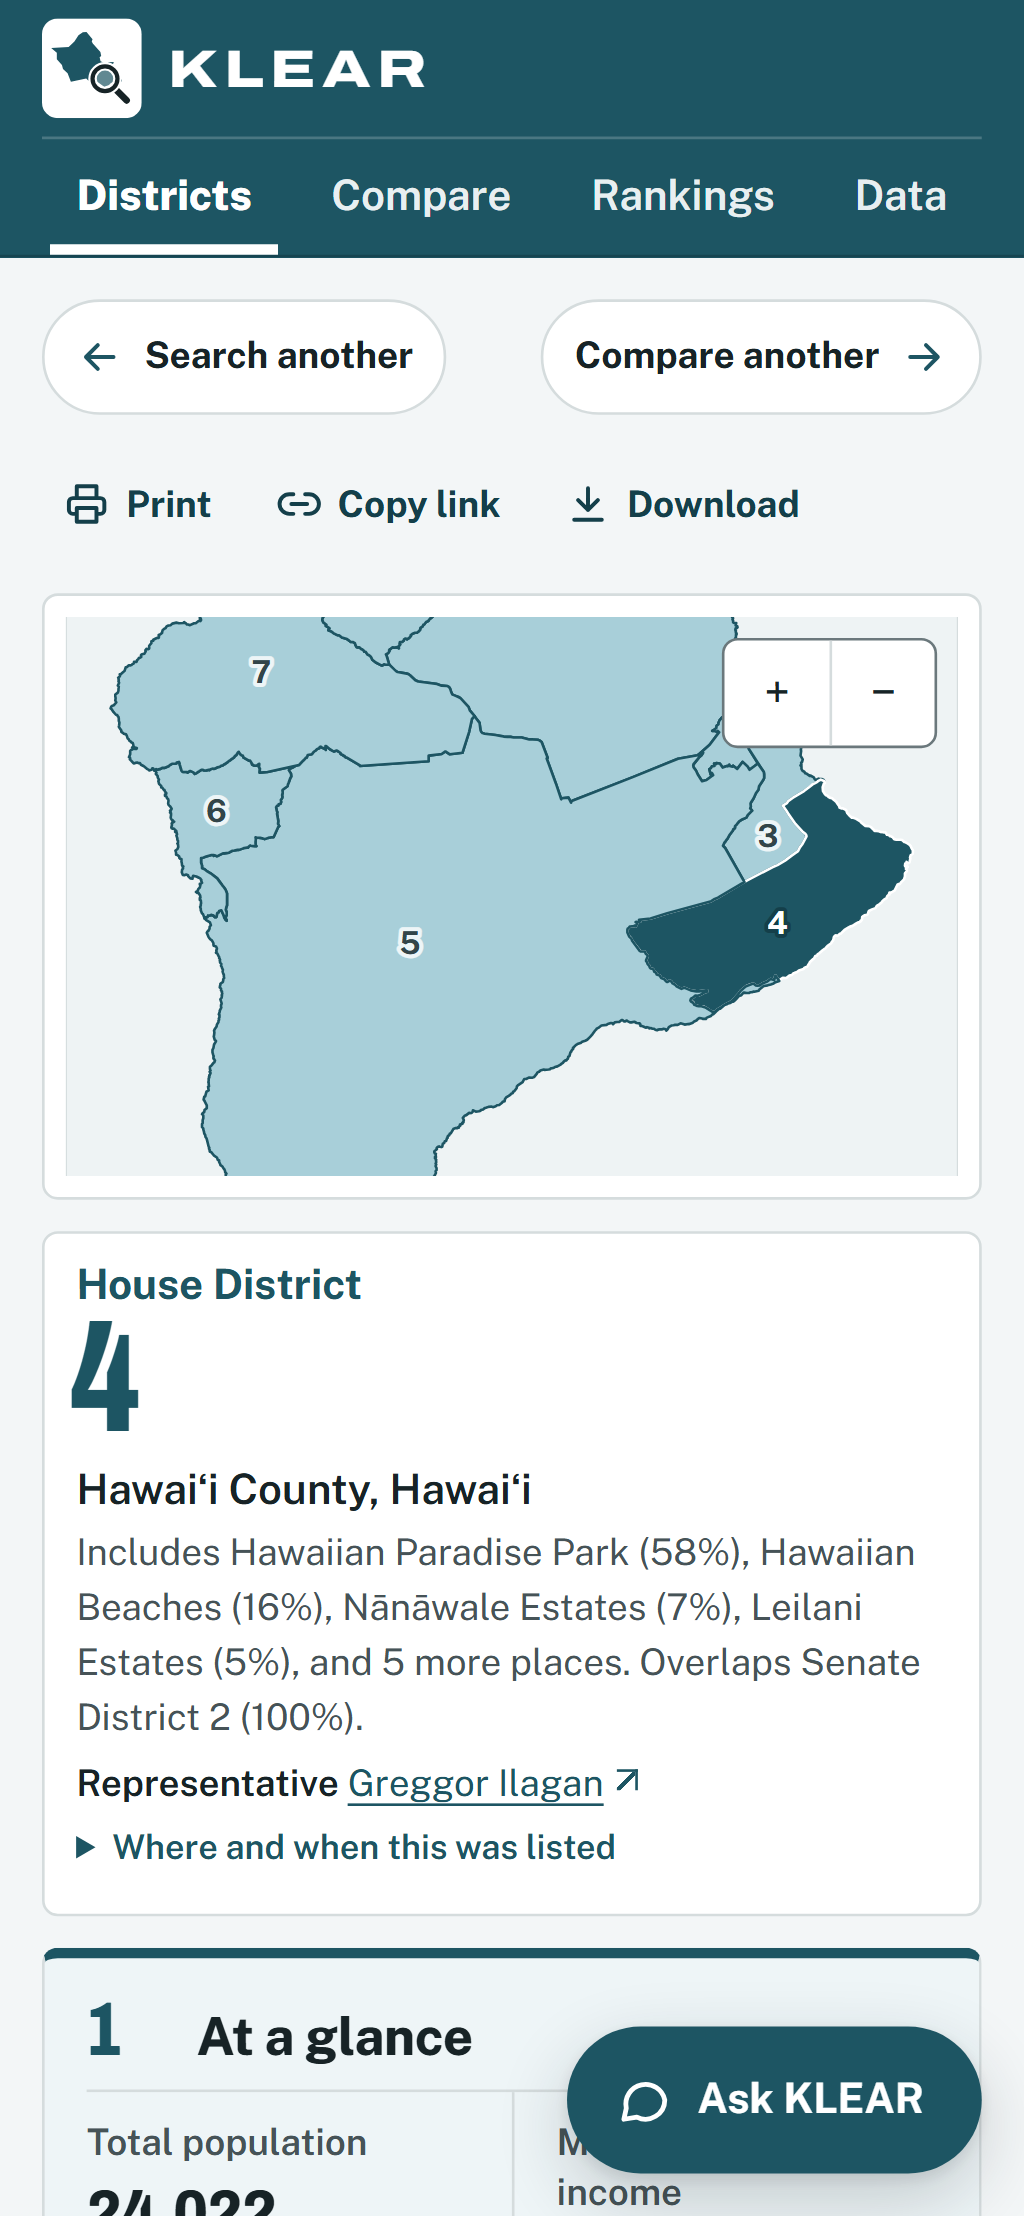 KLEAR
Districts Compare Rankings Data
← Search another
Compare another →
Print Copy link Download
7
+ −
6
3
4
5
House District
4
Hawaiʻi County, Hawaiʻi
Includes Hawaiian Paradise Park (58%), Hawaiian
Beaches (16%), Nānāwale Estates (7%), Leilani
Estates (5%), and 5 more places. Overlaps Senate
District 2 (100%).
Representative Greggor Ilagan
Where and when this was listed
1 At a glance
Ask KLEAR
Total population
income
24,022